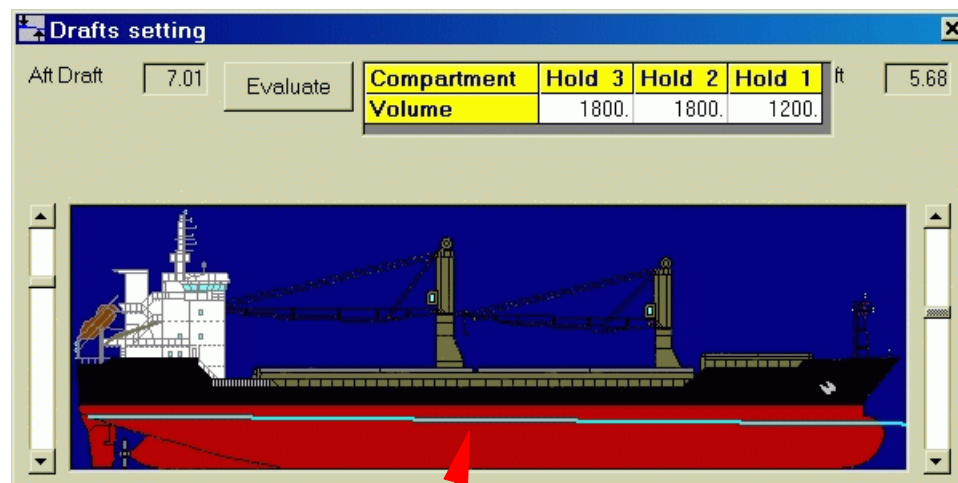 Drafts setting
Aft Draft 7.01 Evaluate Compartment Hold 3 Hold 2 Hold 1 ft 5.68
Volume 1800. 1800. 1200.